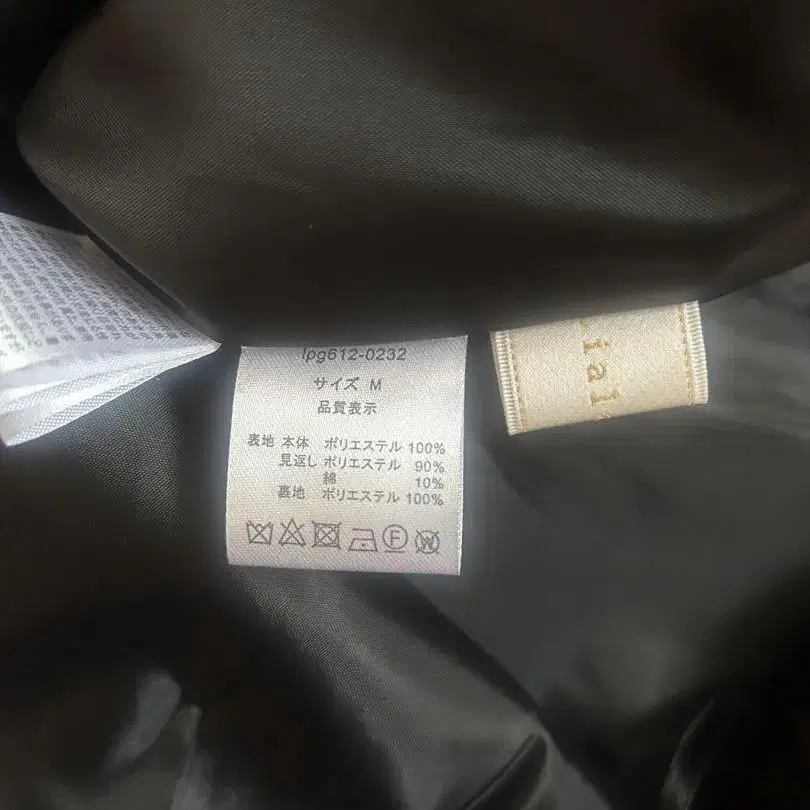 lpg612-0232
サイズ M
品質表示
表地 本体 ポリエステル 100%
見返し ポリエステル 90%
綿 10%
裏地 ポリエステル 100%
F
W